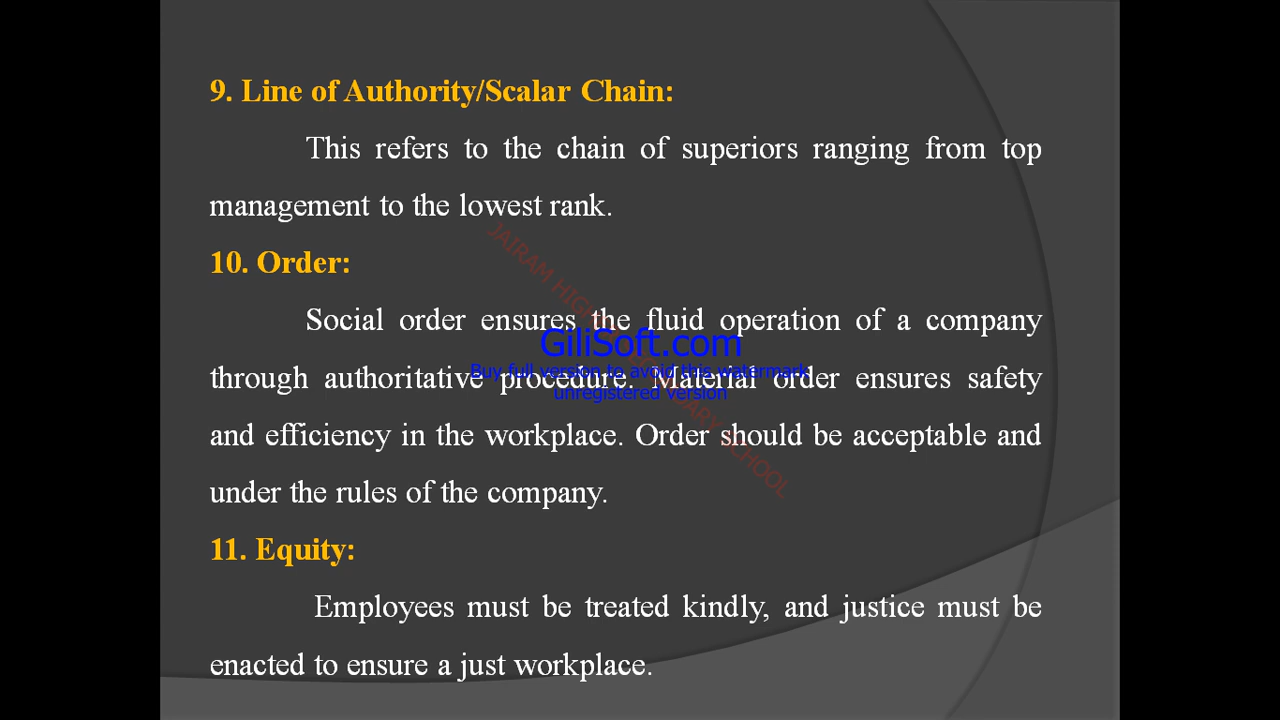 9. Line of Authority/Scalar Chain:
This refers to the chain of superiors ranging from top
management to the lowest rank.
10. Order:
Social order ensures the fluid operation of a company
through authoritative procedure. Material order ensures safety
and efficiency in the workplace. Order should be acceptable and
under the rules of the company.
11. Equity:
Employees must be treated kindly, and justice must be
enacted to ensure a just workplace.
GiliSoft.com
Buy full version to avoid this watermark
unregistered version
JAIRAM SCHOOL